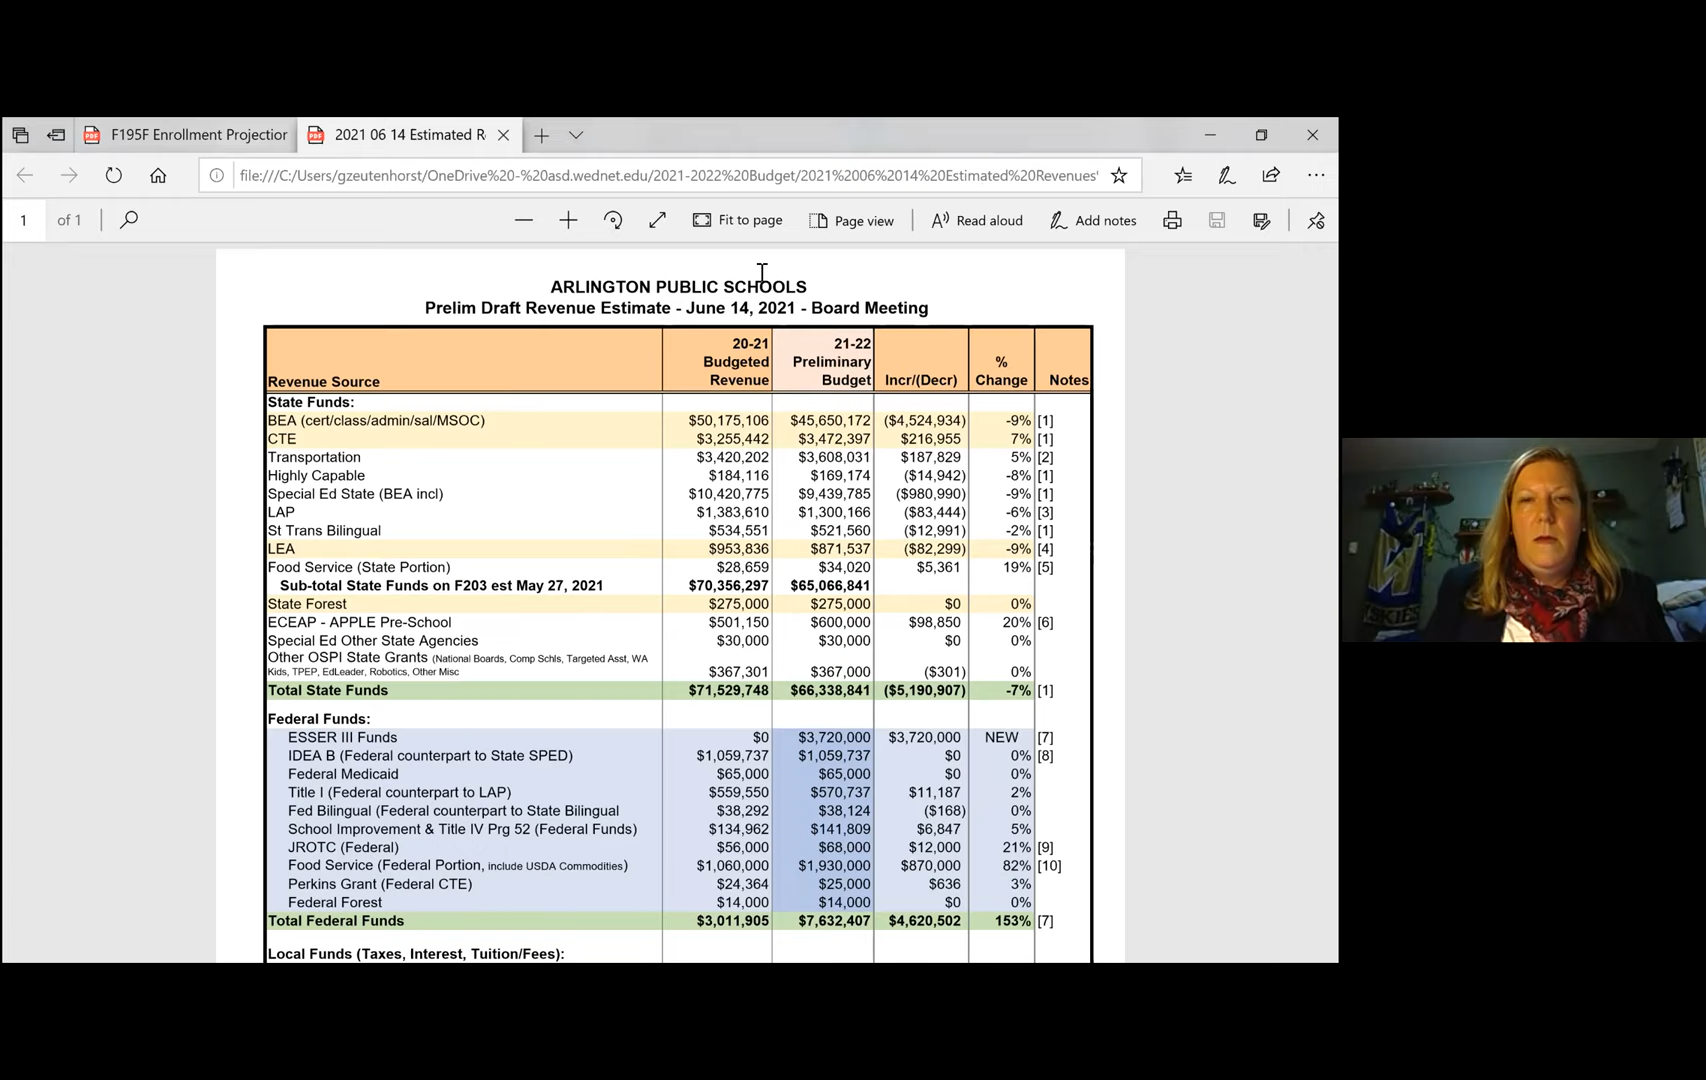 F195F Enrollment Projection
2021 06 14 Estimated R
file:///C:/Users/gzeutenhorst/OneDrive%20-%20asd.wednet.edu/2021-2022%20Budget/2021%2006%2014%20Estimated%20Revenues'
1 of 1 Fit to page Page view Read aloud Add notes
ARLINGTON PUBLIC SCHOOLS
Prelim Draft Revenue Estimate - June 14, 2021 - Board Meeting
20-21 21-22
Budgeted Preliminary %
Revenue Source Revenue Budget Incr/(Decr) Change Notes
State Funds:
BEA (cert/class/admin/sal/MSOC) $50,175,106 $45,650,172 ($4,524,934) -9% [1]
CTE $3,255,442 $3,472,397 $216,955 7% [1]
Transportation $3,420,202 $3,608,031 $187,829 5% [2]
Highly Capable $184,116 $169,174 ($14,942) -8% [1]
Special Ed State (BEA incl) $10,420,775 $9,439,785 ($980,990) -9% [1]
LAP $1,383,610 $1,300,166 ($83,444) -6% [3]
St Trans Bilingual $534,551 $521,560 ($12,991) -2% [1]
LEA $953,836 $871,537 ($82,299) -9% [4]
Food Service (State Portion) $28,659 $34,020 $5,361 19% [5]
Sub-total State Funds on F203 est May 27, 2021 $70,356,297 $65,066,841
State Forest $275,000 $275,000 $0 0%
ECEAP - APPLE Pre-School $501,150 $600,000 $98,850 20% [6]
Special Ed Other State Agencies $30,000 $30,000 $0 0%
Other OSPI State Grants (National Boards, Comp Schls, Targeted Asst, WA
Kids, TPEP, EdLeader, Robotics, Other Misc $367,301 $367,000 ($301) 0%
Total State Funds $71,529,748 $66,338,841 ($5,190,907) -7% [1]
Federal Funds:
ESSER III Funds $0 $3,720,000 $3,720,000 NEW [7]
IDEA B (Federal counterpart to State SPED) $1,059,737 $1,059,737 $0 0% [8]
Federal Medicaid $65,000 $65,000 $0 0%
Title I (Federal counterpart to LAP) $559,550 $570,737 $11,187 2%
Fed Bilingual (Federal counterpart to State Bilingual $38,292 $38,124 ($168) 0%
School Improvement & Title IV Prg 52 (Federal Funds) $134,962 $141,809 $6,847 5%
JROTC (Federal) $56,000 $68,000 $12,000 21% [9]
Food Service (Federal Portion, include USDA Commodities) $1,060,000 $1,930,000 $870,000 82% [10]
Perkins Grant (Federal CTE) $24,364 $25,000 $636 3%
Federal Forest $14,000 $14,000 $0 0%
Total Federal Funds $3,011,905 $7,632,407 $4,620,502 153% [7]
Local Funds (Taxes, Interest, Tuition/Fees):